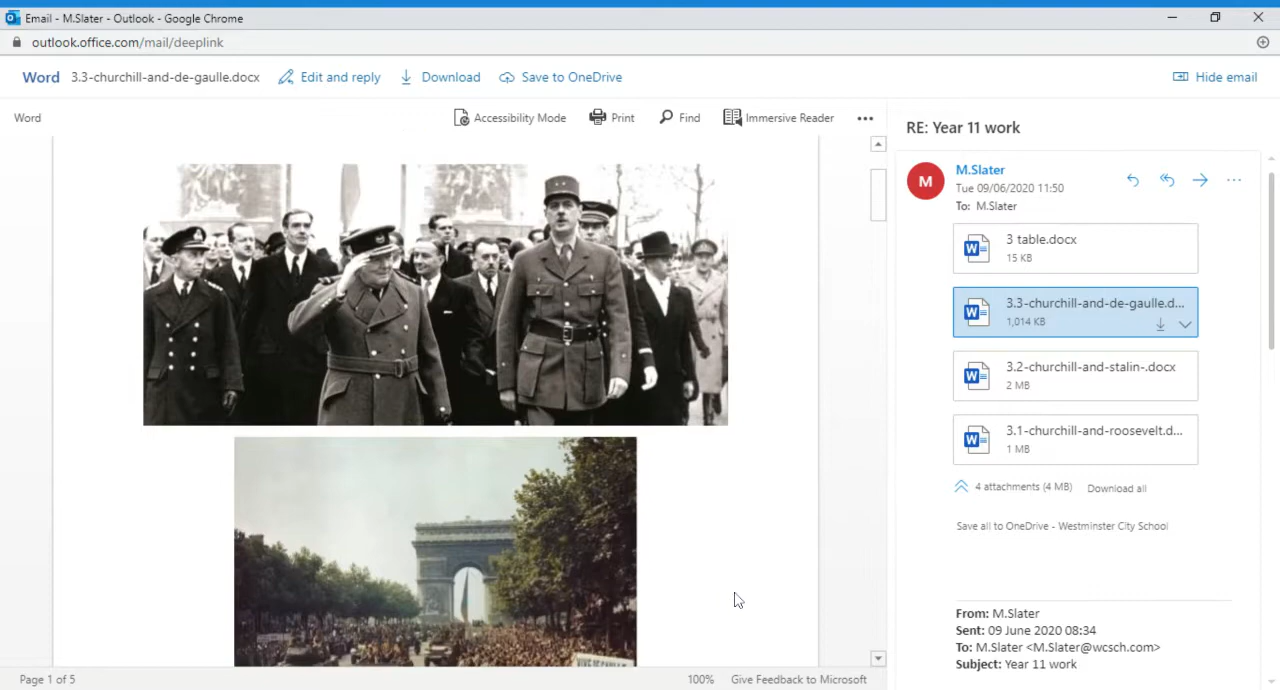 Email - M.Slater - Outlook - Google Chrome
outlook.office.com/mail/deeplink
Word 3.3-churchill-and-de-gaulle.docx Edit and reply Download Save to OneDrive Hide email
Word Accessibility Mode Print Find Immersive Reader
RE: Year 11 work
M
M.Slater
Tue 09/06/2020 11:50
To: M.Slater
3 table.docx
15 KB
3.3-churchill-and-de-gaulle.d...
1,014 KB
3.2-churchill-and-stalin-.docx
2 MB
3.1-churchill-and-roosevelt.d...
1 MB
4 attachments (4 MB) Download all
Save all to OneDrive - Westminster City School
From: M.Slater
Sent: 09 June 2020 08:34
To: M.Slater <M.Slater@wcsch.com>
Subject: Year 11 work
Page 1 of 5 100% Give Feedback to Microsoft